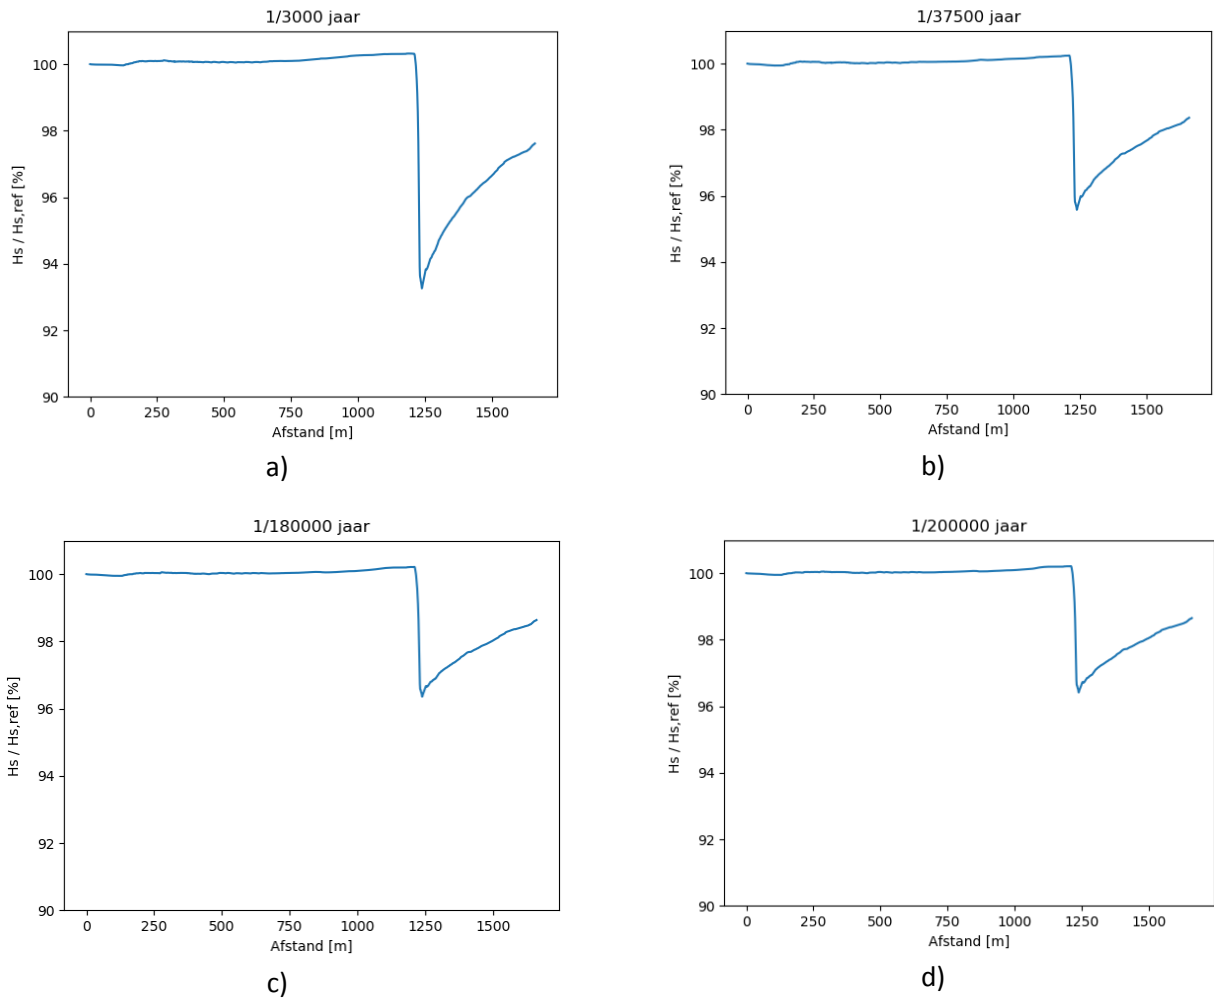 1/3000 jaar
100
98
96
94
92
90
Hs / Hs,ref [%]
0 250 500 750 1000 1250 1500
Afstand [m]
a)
1/37500 jaar
100
98
96
94
92
90
Hs / Hs,ref [%]
0 250 500 750 1000 1250 1500
Afstand [m]
b)
1/180000 jaar
100
98
96
94
92
90
Hs / Hs,ref [%]
0 250 500 750 1000 1250 1500
Afstand [m]
c)
1/200000 jaar
100
98
96
94
92
90
Hs / Hs,ref [%]
0 250 500 750 1000 1250 1500
Afstand [m]
d)